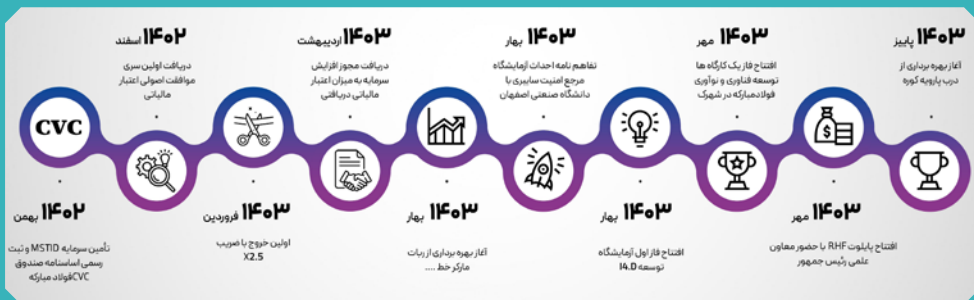 CVC
۱۴۰۲ بهمن
تأمین سرمایه MSTID و ثبت
رسمی اساسنامه صندوق
CVCفولاد مبارکه
۱۴۰۲ اسفند
دریافت اولین سری
موافقت اصولی اعتبار
مالیاتی
۱۴۰۳ فروردین
اولین خروج با ضریب
X2.5
۱۴۰۳ اردیبهشت
دریافت مجوز افزایش
سرمایه به میزان اعتبار
مالیاتی دریافتی
۱۴۰۳ بهار
آغاز بهره برداری از ربات
مارکر خط ....
۱۴۰۳ بهار
تفاهم نامه احداث آزمایشگاه
مرجع امنیت سایبری با
دانشگاه صنعتی اصفهان
۱۴۰۳ بهار
افتتاح فاز اول آزمایشگاه
توسعه I4.0
۱۴۰۳ مهر
افتتاح فاز یک کارگاه ها
توسعه فناوری و نوآوری
فولادمبارکه در شهرک
۱۴۰۳ مهر
افتتاح پایلوت RHF با حضور معاون
علمی رئیس جمهور
۱۴۰۳ پاییز
آغاز بهره برداری از
درب پارویه کوره